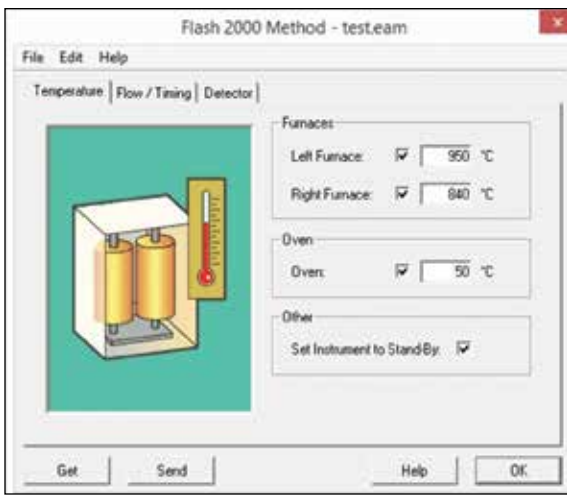 Flash 2000 Method - test.eam
x
File Edit Help
Temperature Flow / Timing Detector
Furnaces
Left Furnace: 950 °C
Right Furnace: 840 °C
Oven
Oven: 50 °C
Other
Set Instrument to Stand-By:
Get Send Help OK